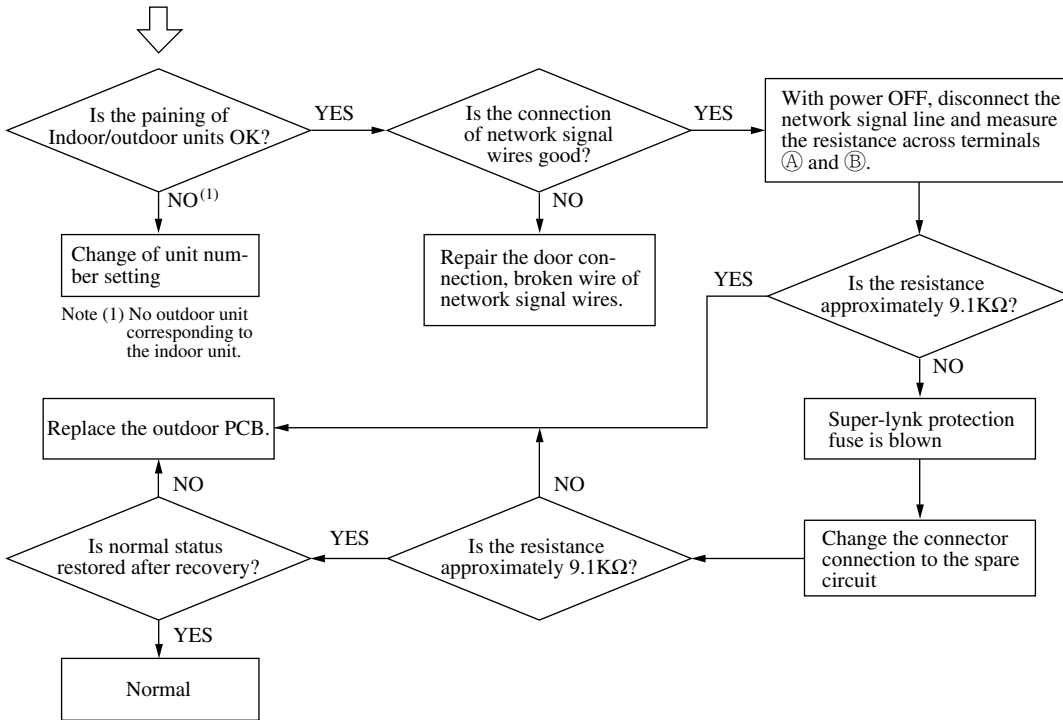 Is the paining of
Indoor/outdoor units OK?
YES
NO(1)
Change of unit num-
ber setting
Note (1) No outdoor unit
corresponding to
the indoor unit.
Is the connection
of network signal
wires good?
YES
NO
Repair the door con-
nection, broken wire of
network signal wires.
With power OFF, disconnect the
network signal line and measure
the resistance across terminals
Ⓐ and Ⓑ.
Is the resistance
approximately 9.1KΩ?
YES
NO
Super-lynk protection
fuse is blown
Change the connector
connection to the spare
circuit
Is the resistance
approximately 9.1KΩ?
NO
YES
Replace the outdoor PCB.
NO
Is normal status
restored after recovery?
YES
Normal